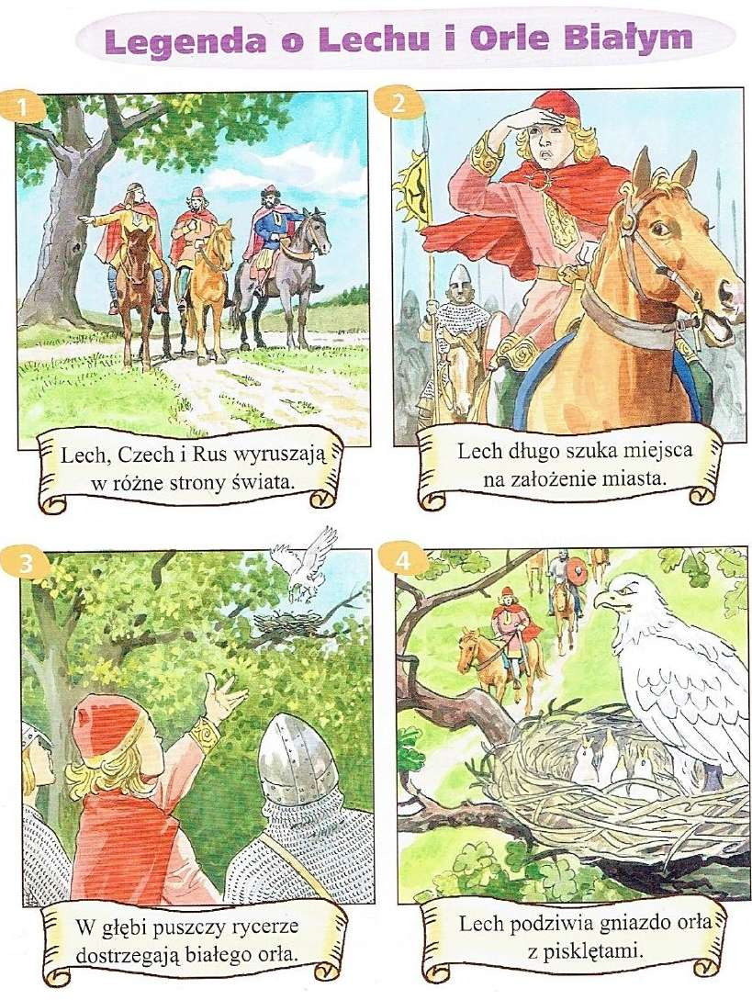 Legenda o Lechu i Orle Białym
1
2
Lech, Czech i Rus wyruszają
w różne strony świata.
Lech długo szuka miejsca
na założenie miasta.
3
4
W głębi puszczy rycerze
dostrzegają białego orła.
Lech podziwia gniazdo orła
z pisklętami.